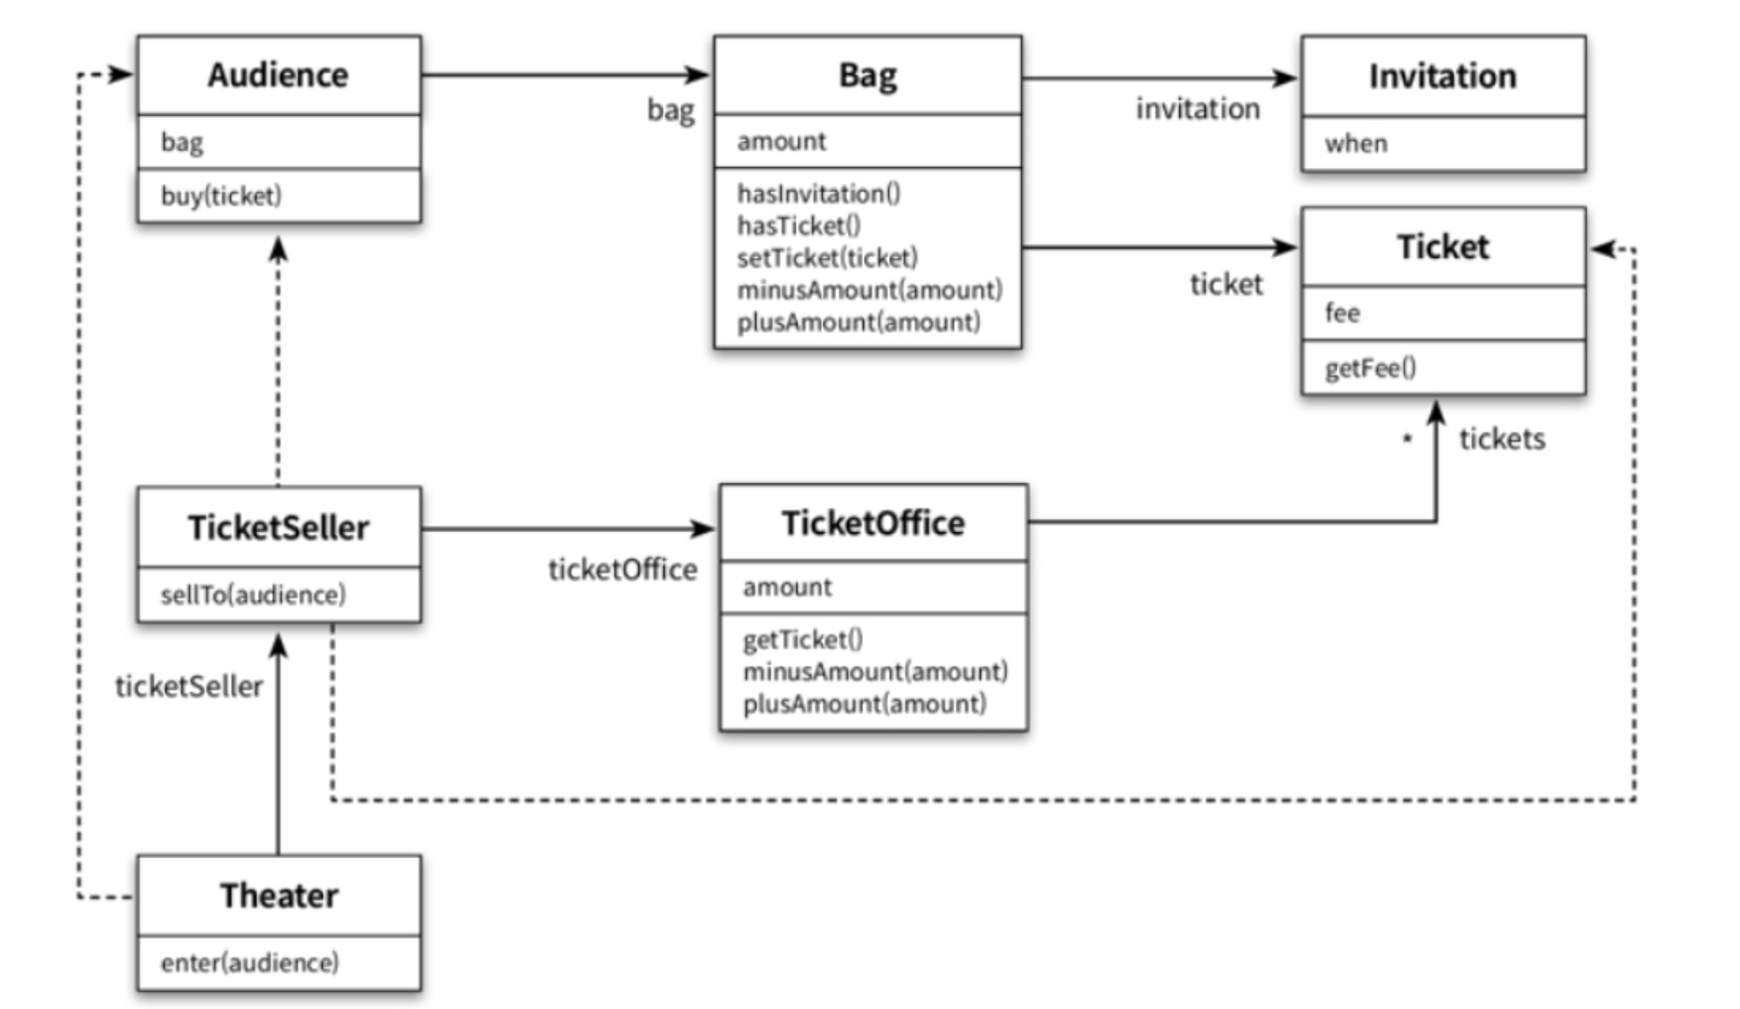 Audience
bag
buy(ticket)
bag
Bag
amount
hasInvitation()
hasTicket()
setTicket(ticket)
minusAmount(amount)
plusAmount(amount)
invitation
Invitation
when
ticket
Ticket
fee
getFee()
* tickets
TicketSeller
sellTo(audience)
ticketOffice
TicketOffice
amount
getTicket()
minusAmount(amount)
plusAmount(amount)
ticketSeller
Theater
enter(audience)